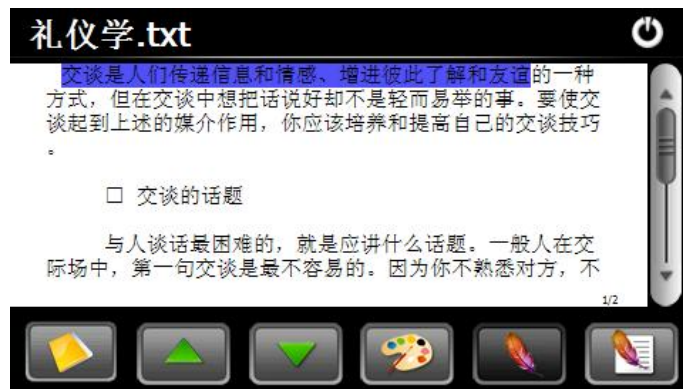 礼仪学.txt
交谈是人们传递信息和情感、增进彼此了解和友谊的一种
方式，但在交谈中想把话说好却不是轻而易举的事。要使交
谈起到上述的媒介作用，你应该培养和提高自己的交谈技巧
。
□ 交谈的话题
与人谈话最困难的，就是应讲什么话题。一般人在交
际场中，第一句交谈是最不容易的。因为你不熟悉对方，不
1/2